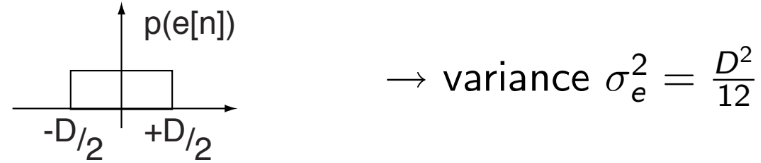 p(e[n])
-D/2 +D/2
→ variance σ_e^2 = D^2/12